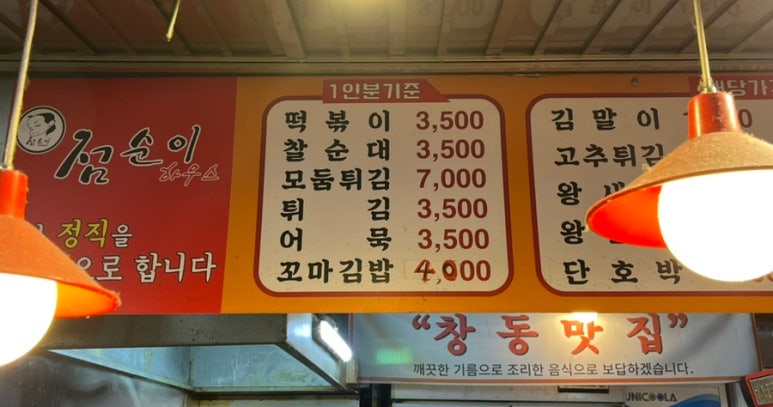 점순이
하우스
정직을
로 합니다
1인분기준
떡볶이 3,500
찰순대 3,500
모둠튀김 7,000
튀김 3,500
어묵 3,500
꼬마김밥 4,000
김말이
고추튀김
왕
왕
단호박
"창동맛집"
깨끗한 기름으로 조리한 음식으로 보답하겠습니다.
UNICOOLA